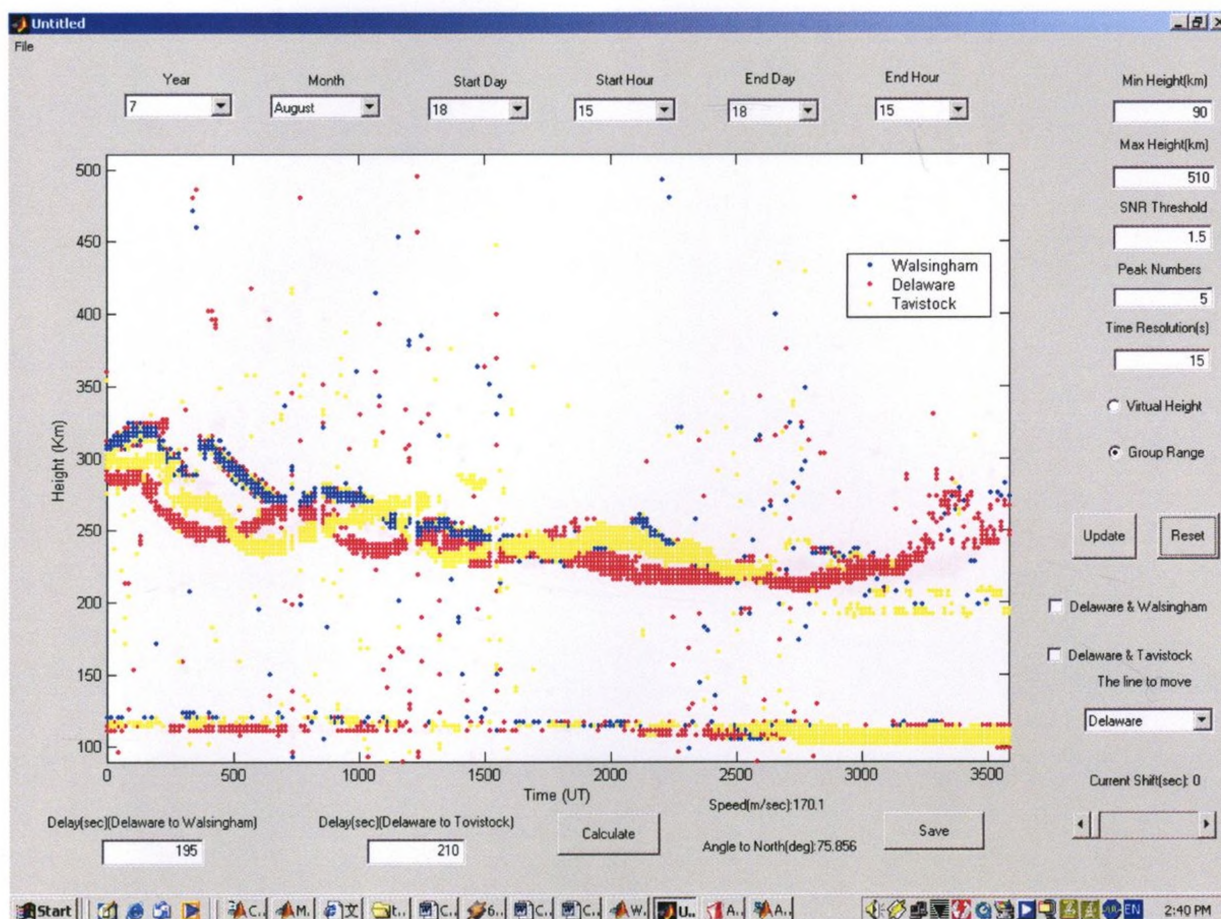 Untitled
File
Year Month Start Day Start Hour End Day End Hour
7 August 18 15 18 15
Min Height(km)
90
Max Height(km)
510
SNR Threshold
1.5
Peak Numbers
5
Time Resolution(s)
15
Virtual Height
Group Range
Update Reset
Delaware & Walsingham
Delaware & Tavistock
The line to move
Delaware
Current Shift(sec): 0
Height (Km)
500
450
400
350
300
250
200
150
100
Walsingham
Delaware
Tavistock
0 500 1000 1500 2000 2500 3000 3500
Time (UT)
Speed(m/sec):170.1
Delay(sec)(Delaware to Walsingham) Delay(sec)(Delaware to Tovistock)
195 210
Calculate
Angle to North(deg):75.856
Save
Start C.. M.. 文 t.. C.. 6.. C.. C.. W.. U.. A.. A.. EN 2:40 PM